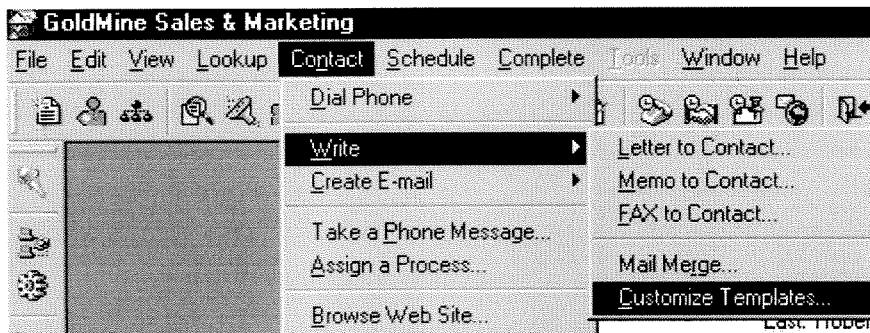 GoldMine Sales & Marketing
File Edit View Lookup Contact Schedule Complete Tools Window Help
Dial Phone
Write
Create E-mail
Take a Phone Message...
Assign a Process...
Browse Web Site...
Letter to Contact...
Memo to Contact...
FAX to Contact...
Mail Merge...
Customize Templates...